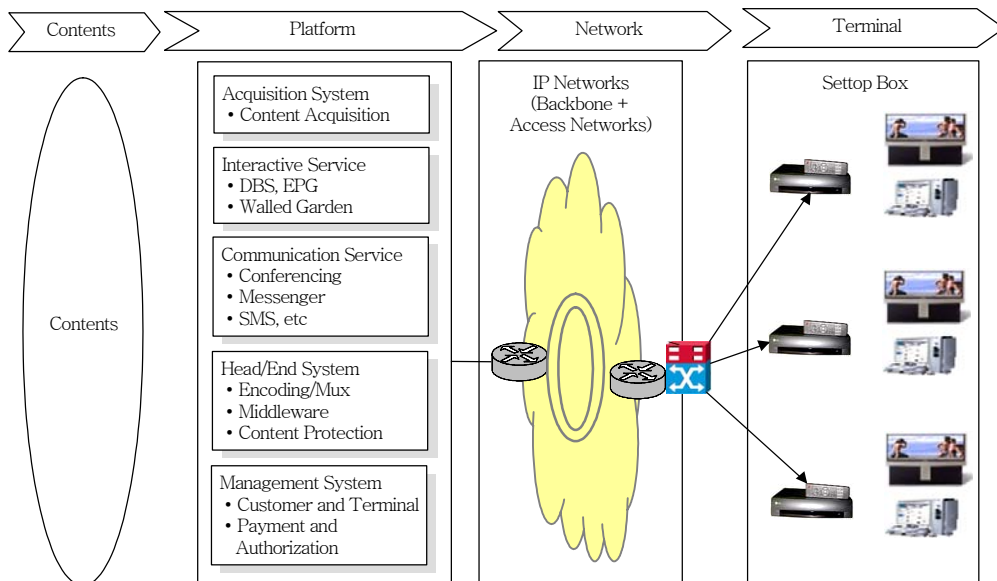 Contents
Platform
Network
Terminal
Contents
Acquisition System
• Content Acquisition
Interactive Service
• DBS, EPG
• Walled Garden
Communication Service
• Conferencing
• Messenger
• SMS, etc
Head/End System
• Encoding/Mux
• Middleware
• Content Protection
Management System
• Customer and Terminal
• Payment and
Authorization
IP Networks
(Backbone +
Access Networks)
Settop Box